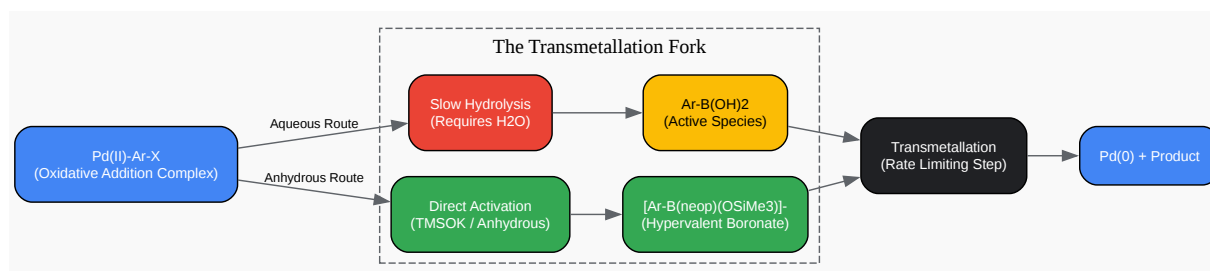 The Transmetallation Fork
Pd(II)-Ar-X
(Oxidative Addition Complex)
Aqueous Route
Anhydrous Route
Slow Hydrolysis
(Requires H2O)
Ar-B(OH)2
(Active Species)
Direct Activation
(TMSOK / Anhydrous)
[Ar-B(neop)(OSiMe3)]-
(Hypervalent Boronate)
Transmetallation
(Rate Limiting Step)
Pd(0) + Product